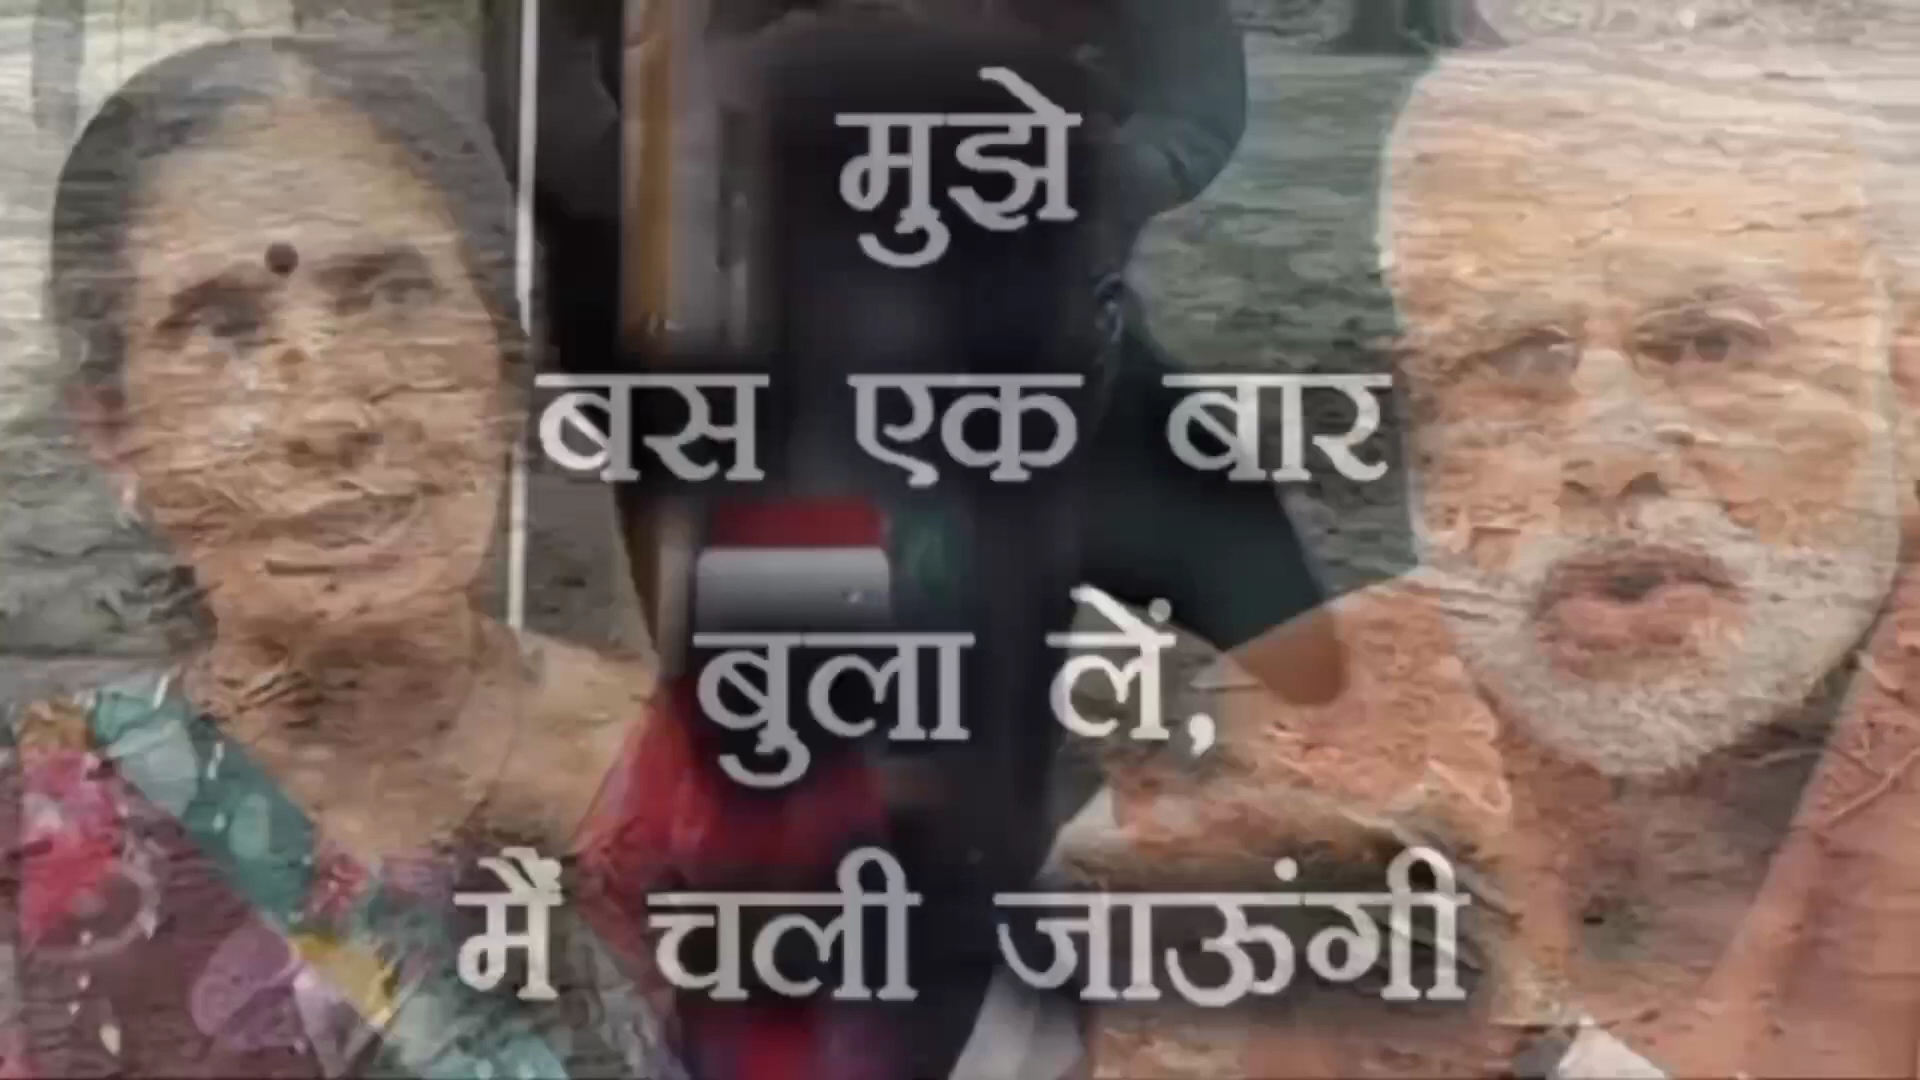 मुझे
बस एक बार
बुला लें,
मैं चली जाऊंगी